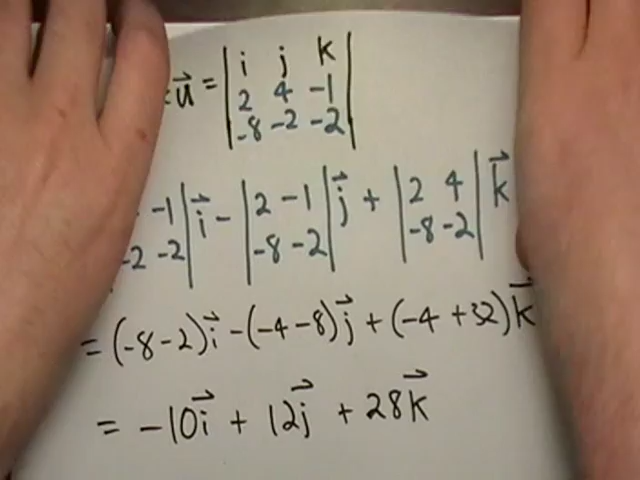 ×u⃗ = | i j k |
| 2 4 -1 |
| -8 -2 -2 |
-1 | i⃗ - | 2 -1 | j⃗ + | 2 4 | k⃗
-2 -2 | | -8 -2 | | -8 -2 |
= (-8-2)i⃗ - (-4-8)j⃗ + (-4+32)k⃗
= -10i⃗ + 12j⃗ + 28k⃗